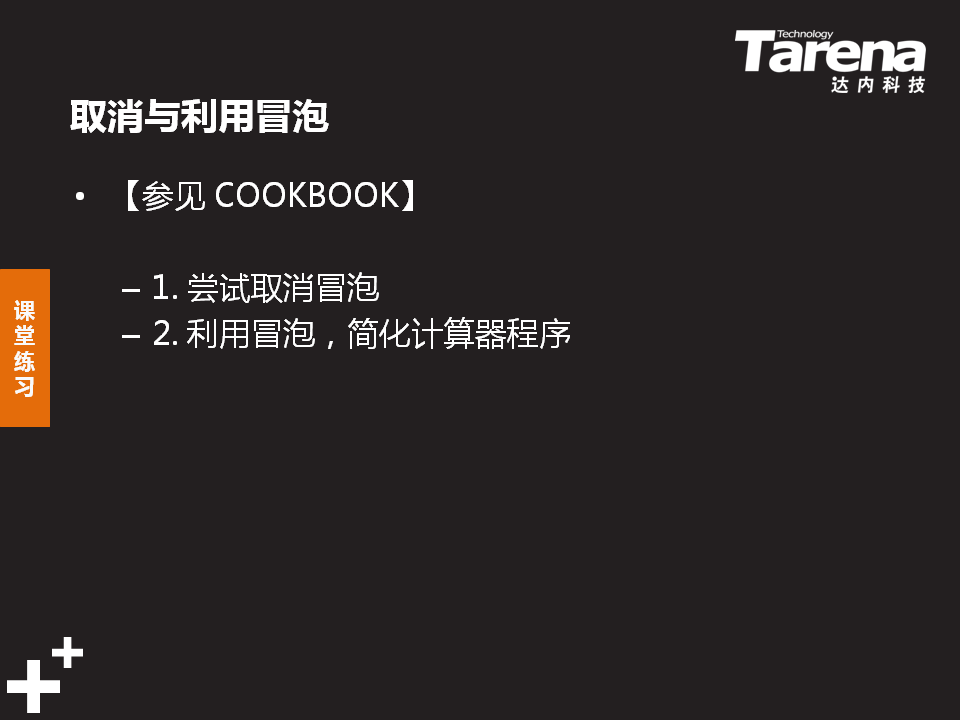 Technology
Tarena
达内科技
取消与利用冒泡
• 【参见 COOKBOOK】
– 1. 尝试取消冒泡
– 2. 利用冒泡，简化计算器程序
课
堂
练
习